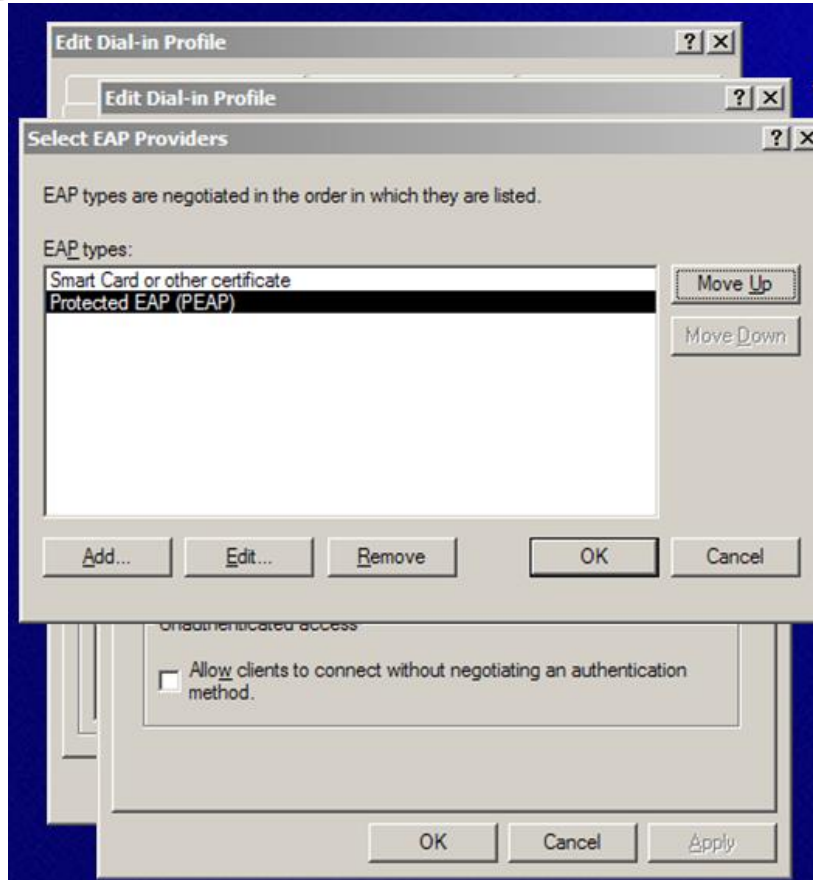 Edit Dial-in Profile
Edit Dial-in Profile
Select EAP Providers
EAP types are negotiated in the order in which they are listed.
EAP types:
Smart Card or other certificate
Protected EAP (PEAP)
Move Up
Move Down
Add...
Edit...
Remove
OK
Cancel
Unauthenticated access
Allow clients to connect without negotiating an authentication
method.
OK
Cancel
Apply